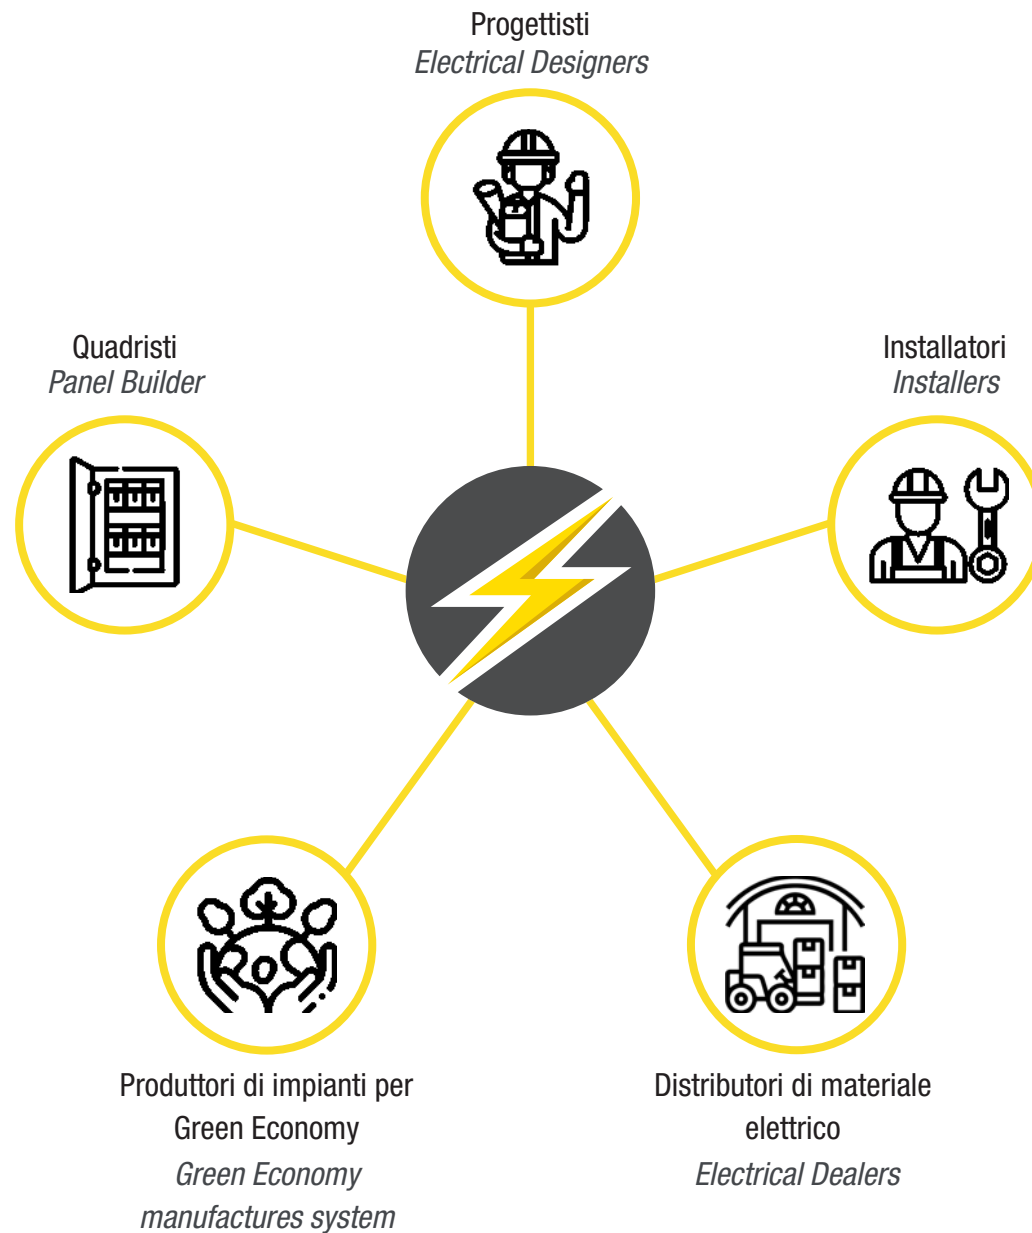 Progettisti
Electrical Designers
Quadristi
Panel Builder
Installatori
Installers
Produttori di impianti per
Green Economy
Green Economy
manufactures system
Distributori di materiale
elettrico
Electrical Dealers